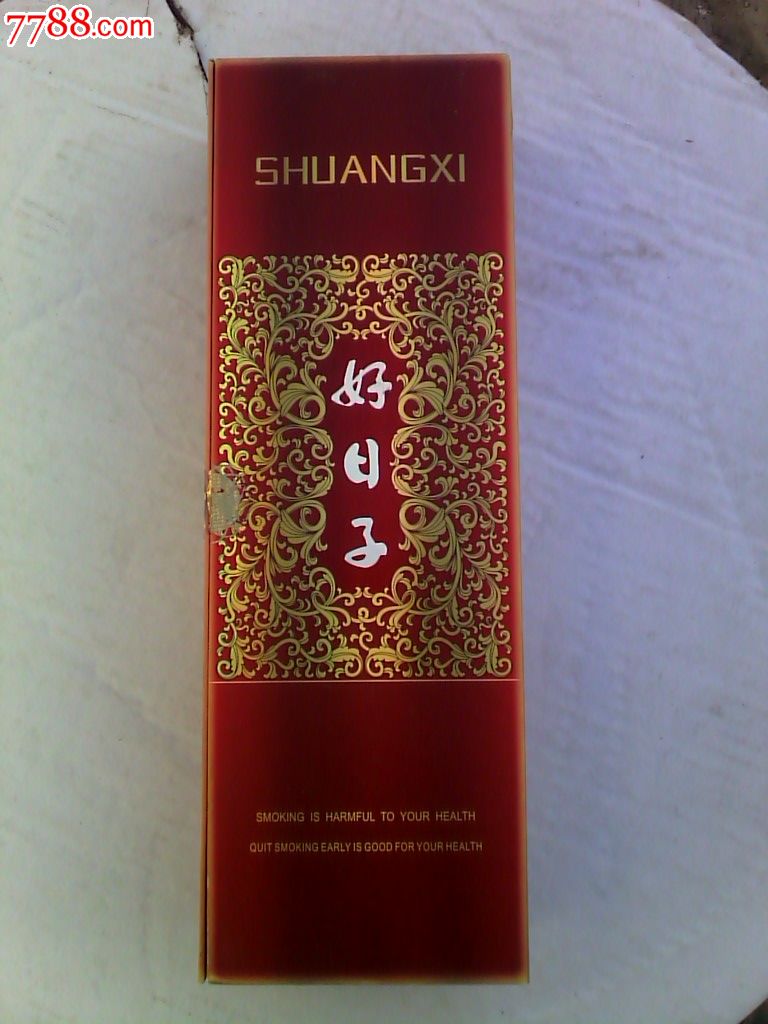 7788.com
SHUANGXI
好日子
SMOKING IS HARMFUL TO YOUR HEALTH
QUIT SMOKING EARLY IS GOOD FOR YOUR HEALTH